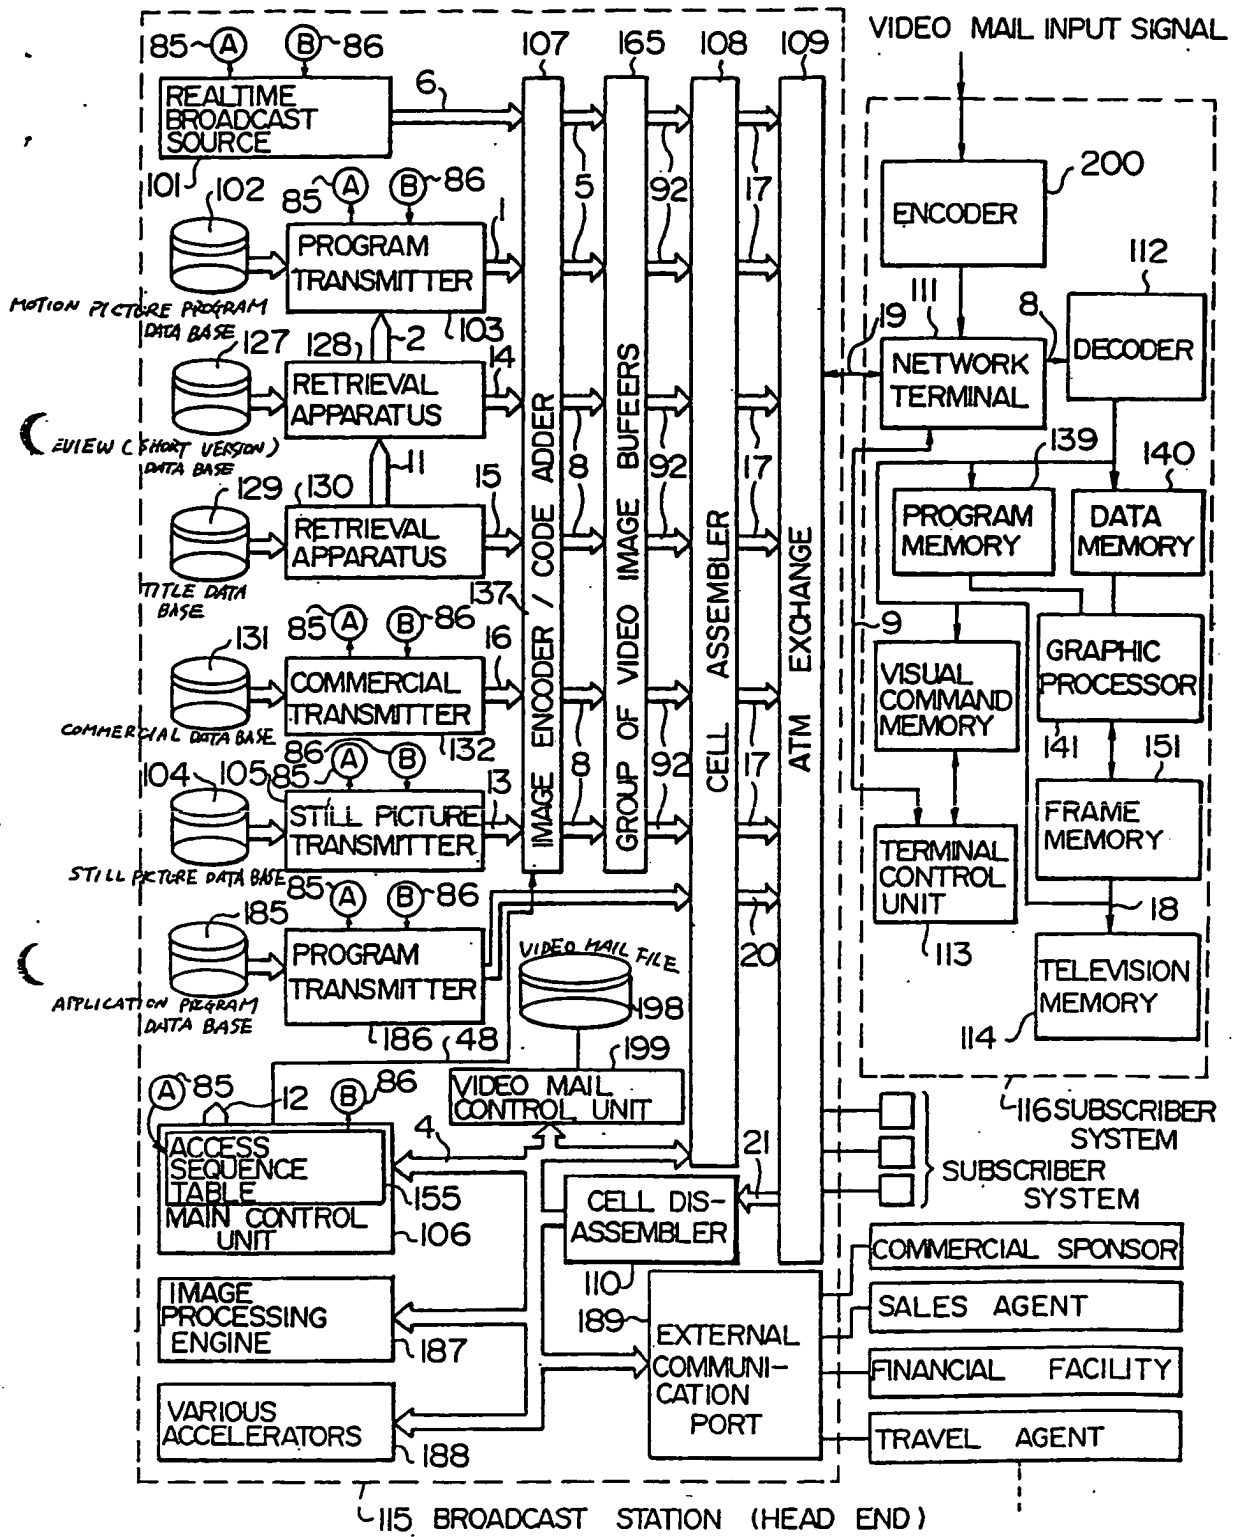 VIDEO MAIL INPUT SIGNAL
85 A B 86
107 165 108 109
REALTIME
BROADCAST
SOURCE
6
101
5 92 17
200
ENCODER
102
85 A B 86
PROGRAM
TRANSMITTER
1
MOTION PICTURE PROGRAM
DATA BASE
103
2
112
111
19
8
DECODER
NETWORK
TERMINAL
127
128
RETRIEVAL
APPARATUS
14
EVIEW (SHORT VERSION)
DATA BASE
11
8 92 17
139
140
PROGRAM
MEMORY
DATA
MEMORY
129
130
RETRIEVAL
APPARATUS
15
TITLE DATA
BASE
137
IMAGE ENCODER / CODE ADDER
GROUP OF VIDEO IMAGE BUFFERS
CELL ASSEMBLER
ATM EXCHANGE
9
85 A B 86
131
COMMERCIAL
TRANSMITTER
16
COMMERCIAL DATA BASE
132
VISUAL
COMMAND
MEMORY
GRAPHIC
PROCESSOR
141
151
86
85 A B
104
105
STILL PICTURE
TRANSMITTER
13
8 92 17
STILL PICTURE DATA BASE
FRAME
MEMORY
TERMINAL
CONTROL
UNIT
113
18
85 A B 86
185
PROGRAM
TRANSMITTER
APPLICATION PROGRAM
DATA BASE
186
48
20
VIDEO MAIL FILE
198
TELEVISION
MEMORY
114
199
VIDEO MAIL
CONTROL UNIT
A 85
12
B 86
ACCESS
SEQUENCE
TABLE
155
MAIN CONTROL
UNIT
106
4
21
CELL DIS-
ASSEMBLER
110
116 SUBSCRIBER
SYSTEM
SUBSCRIBER
SYSTEM
IMAGE
PROCESSING
ENGINE
187
189
EXTERNAL
COMMUNI-
CATION
PORT
COMMERCIAL SPONSOR
SALES AGENT
FINANCIAL FACILITY
TRAVEL AGENT
VARIOUS
ACCELERATORS
188
115 BROADCAST STATION (HEAD END)